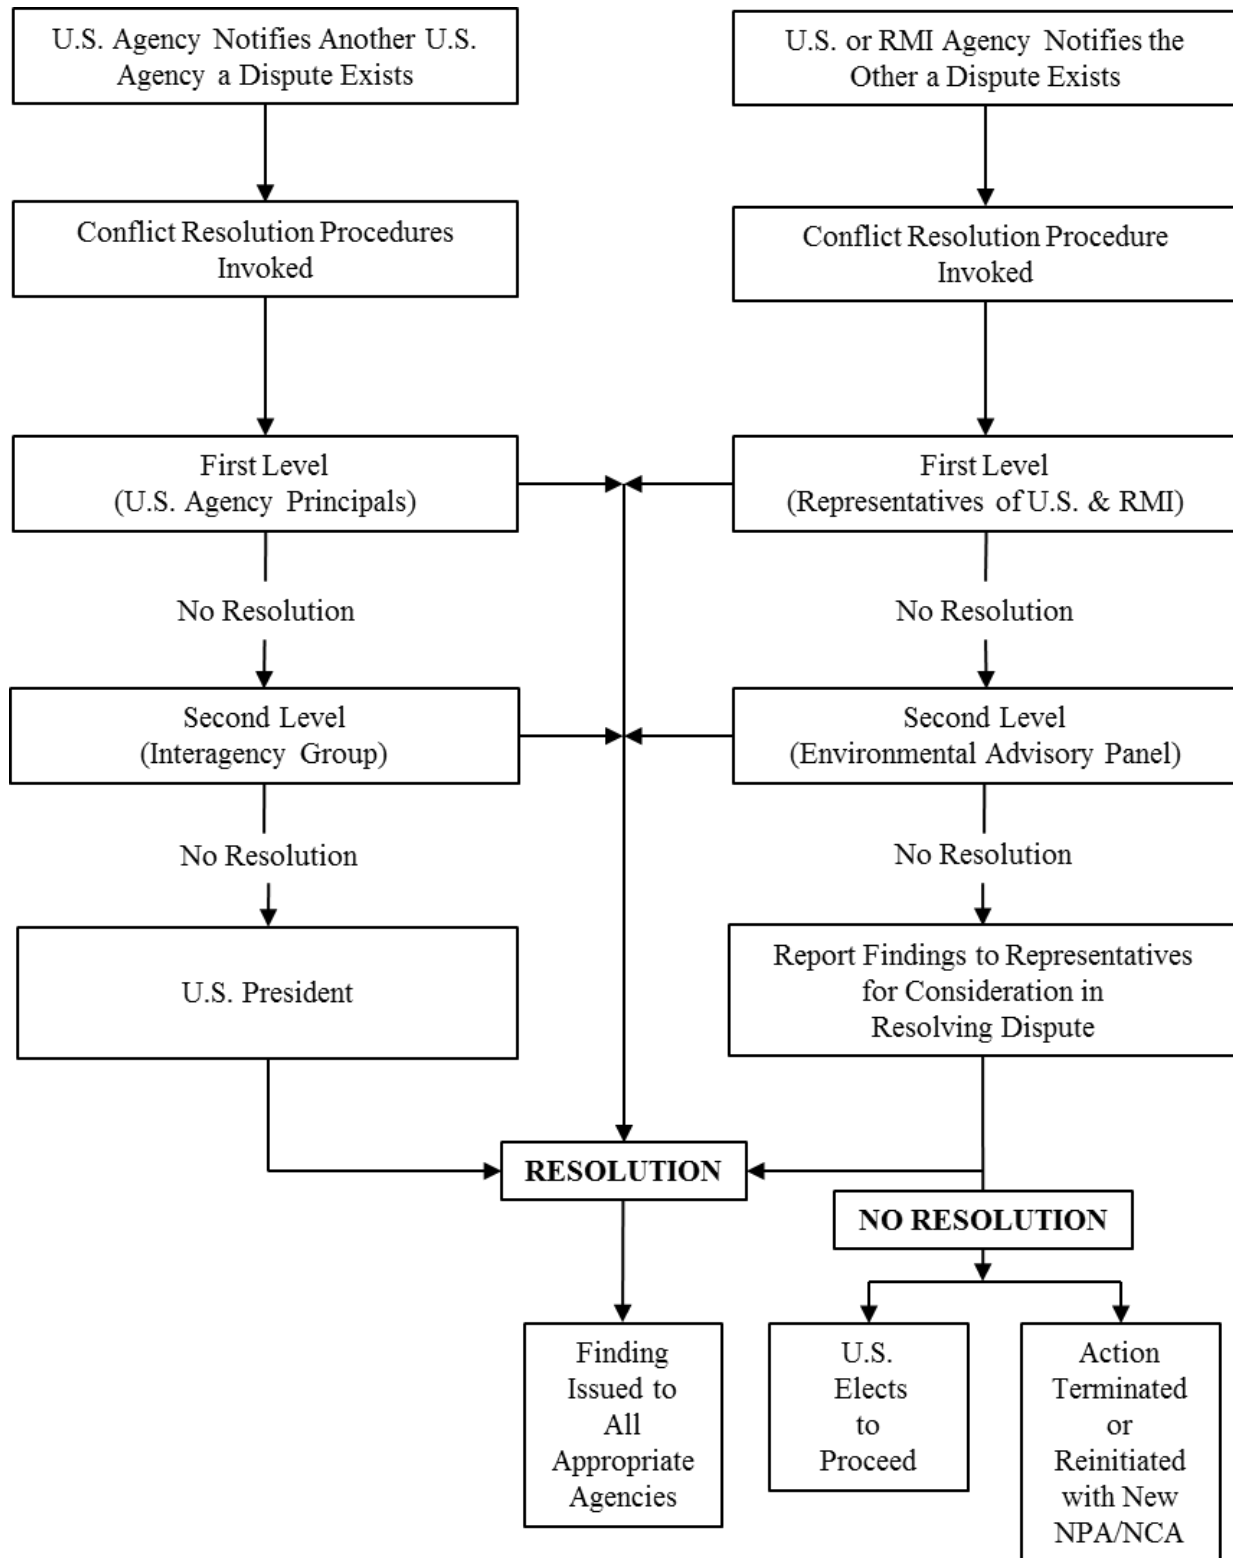 U.S. Agency Notifies Another U.S.
Agency a Dispute Exists
U.S. or RMI Agency Notifies the
Other a Dispute Exists
Conflict Resolution Procedures
Invoked
Conflict Resolution Procedure
Invoked
First Level
(U.S. Agency Principals)
First Level
(Representatives of U.S. & RMI)
No Resolution
No Resolution
Second Level
(Interagency Group)
Second Level
(Environmental Advisory Panel)
No Resolution
No Resolution
U.S. President
Report Findings to Representatives
for Consideration in
Resolving Dispute
RESOLUTION
NO RESOLUTION
Finding
Issued to
All
Appropriate
Agencies
U.S.
Elects
to
Proceed
Action
Terminated
or
Reinitiated
with New
NPA/NCA